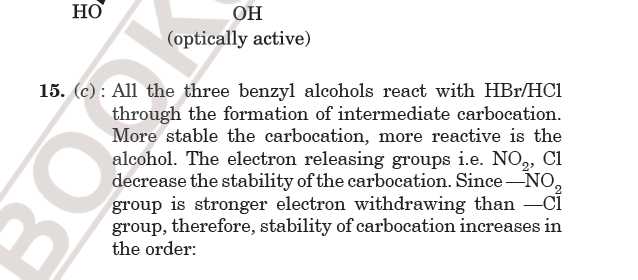 HO
OH
(optically active)
15. (c) : All the three benzyl alcohols react with HBr/HCl
through the formation of intermediate carbocation.
More stable the carbocation, more reactive is the
alcohol. The electron releasing groups i.e. NO₂, Cl
decrease the stability of the carbocation. Since —NO₂
group is stronger electron withdrawing than —Cl
group, therefore, stability of carbocation increases in
the order:
BOOK